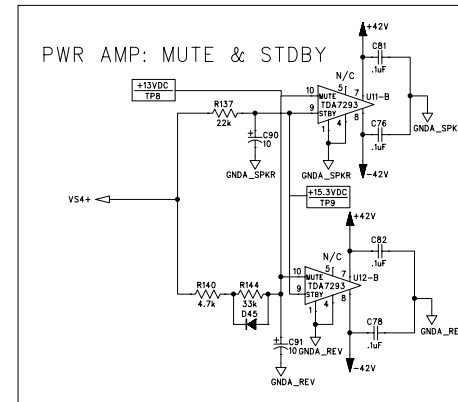 PWR AMP: MUTE & STDBY
+42V
C81
.1uF
N/C
+13VDC
TP8
10
MUTE
5
7
U11-B
TDA7293
R137
22k
9
STBY
8
1
4
GNDA_SPKR
C90
10
C76
.1uF
GNDA_SPKR
GNDA_SPKR
-42V
+15.3VDC
TP9
VS4+
+42V
N/C
C82
.1uF
10
MUTE
5
7
U12-B
TDA7293
R140
4.7k
R144
33k
9
STBY
8
D45
1
4
GNDA_RE
C91
10
GNDA_REV
C78
.1uF
GNDA_REV
-42V